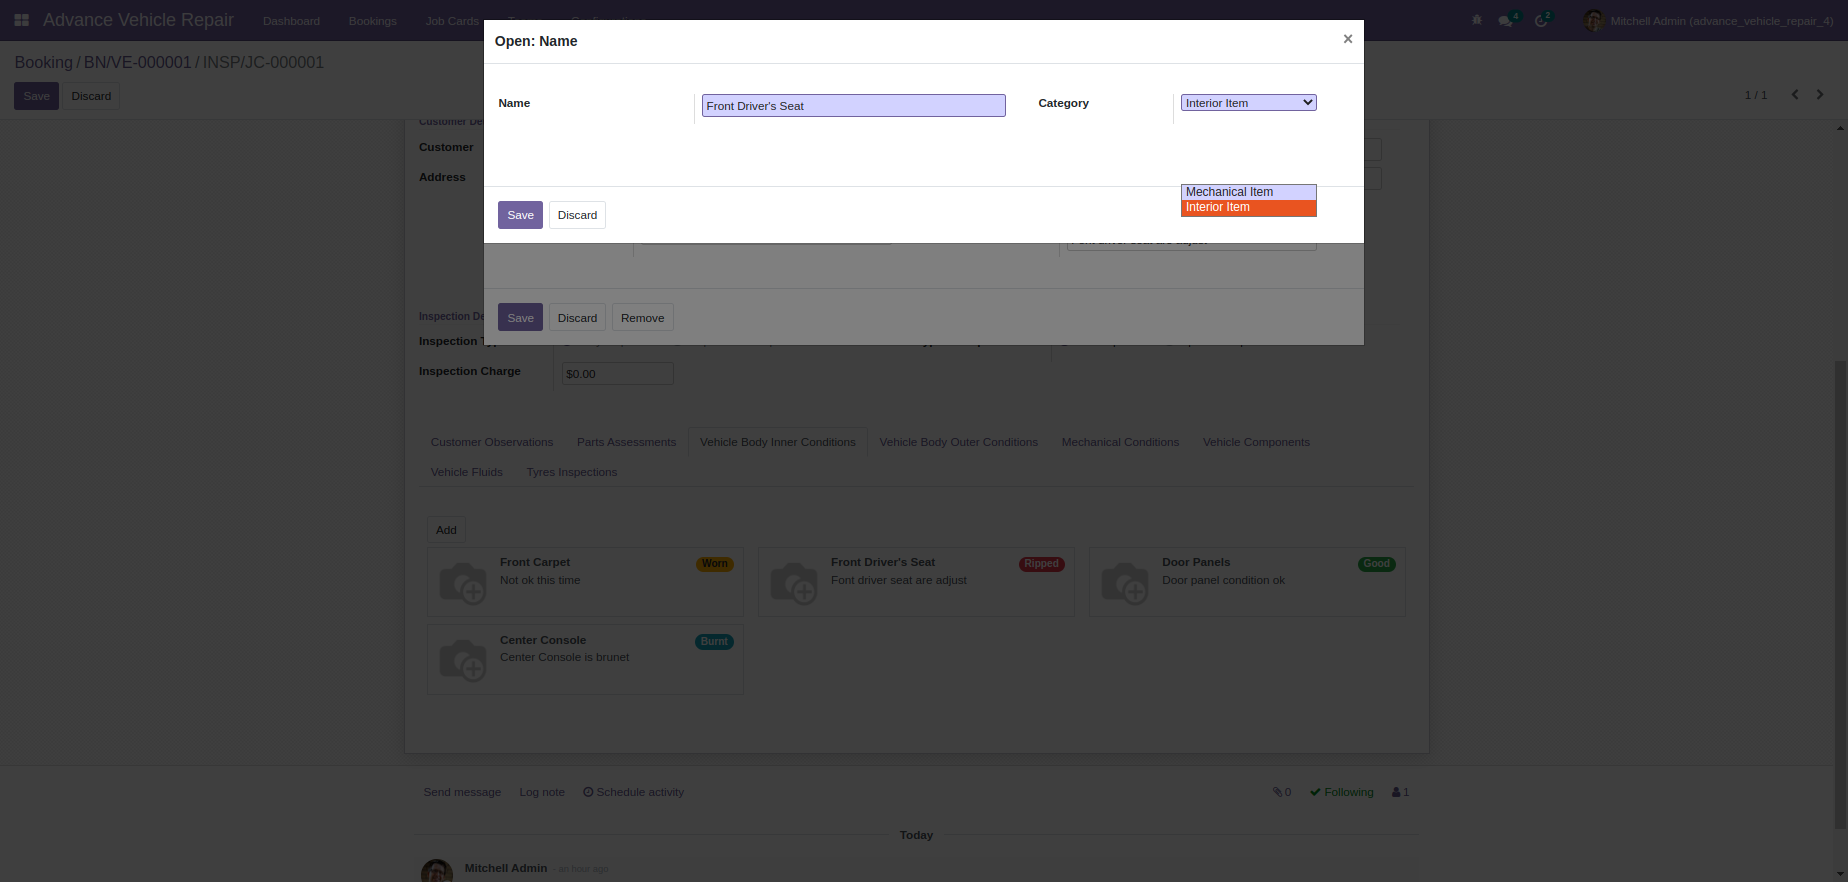 Advance Vehicle Repair Dashboard Bookings Job Cards 4 2 Mitchell Admin (advance_vehicle_repair_4)
Open: Name ×
Booking / BN/VE-000001 / INSP/JC-000001
Save Discard 1 / 1
Name Front Driver's Seat Category Interior Item
Customer
Address
Mechanical Item
Interior Item
Save Discard
Save Discard Remove
Inspection
Inspection Charge $0.00
Customer Observations Parts Assessments Vehicle Body Inner Conditions Vehicle Body Outer Conditions Mechanical Conditions Vehicle Components
Vehicle Fluids Tyres Inspections
Add
Front Carpet Worn
Not ok this time
Front Driver's Seat Ripped
Font driver seat are adjust
Door Panels Good
Door panel condition ok
Center Console Burnt
Center Console is brunet
Send message Log note Schedule activity 0 Following 1
Today
Mitchell Admin - an hour ago